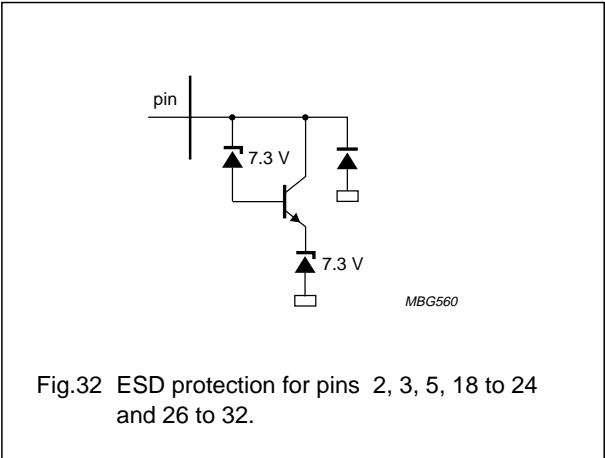 pin
7.3 V
7.3 V
MBG560
Fig.32 ESD protection for pins 2, 3, 5, 18 to 24
and 26 to 32.